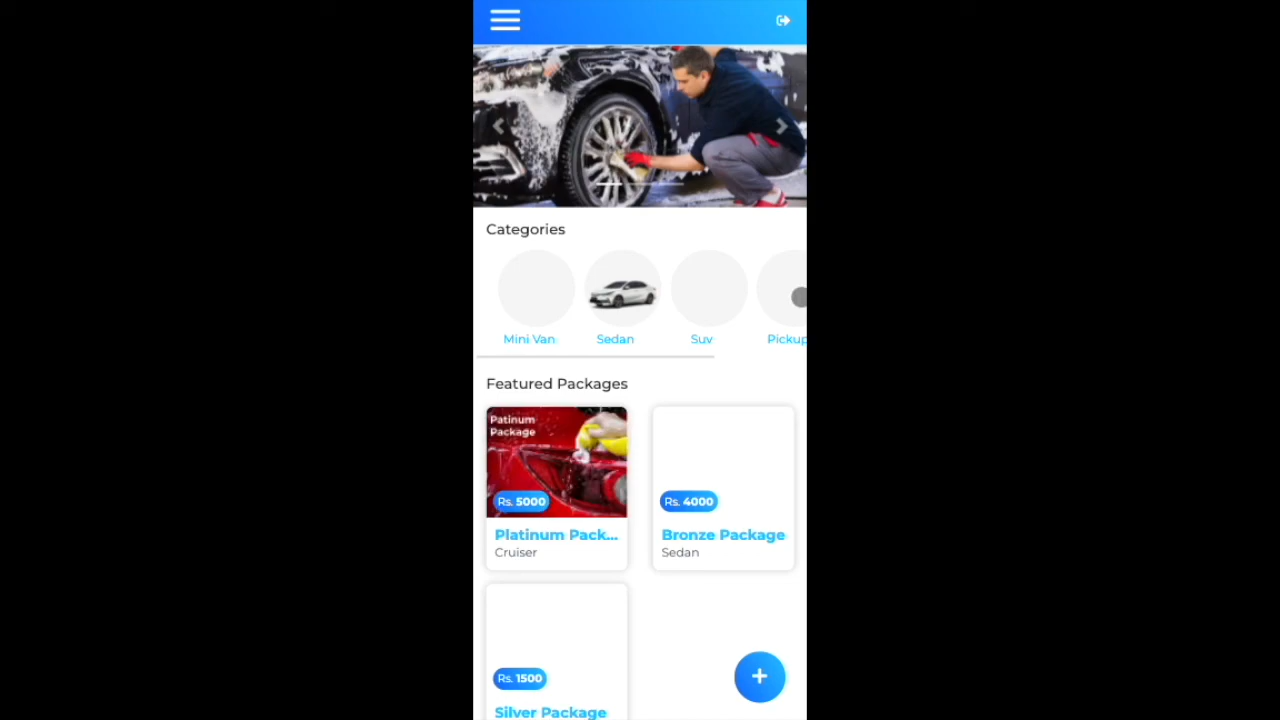 Categories
Mini Van
Sedan
Suv
Pickup
Featured Packages
Patinum
Package
Rs. 5000
Platinum Pack...
Cruiser
Rs. 4000
Bronze Package
Sedan
Rs. 1500
Silver Package